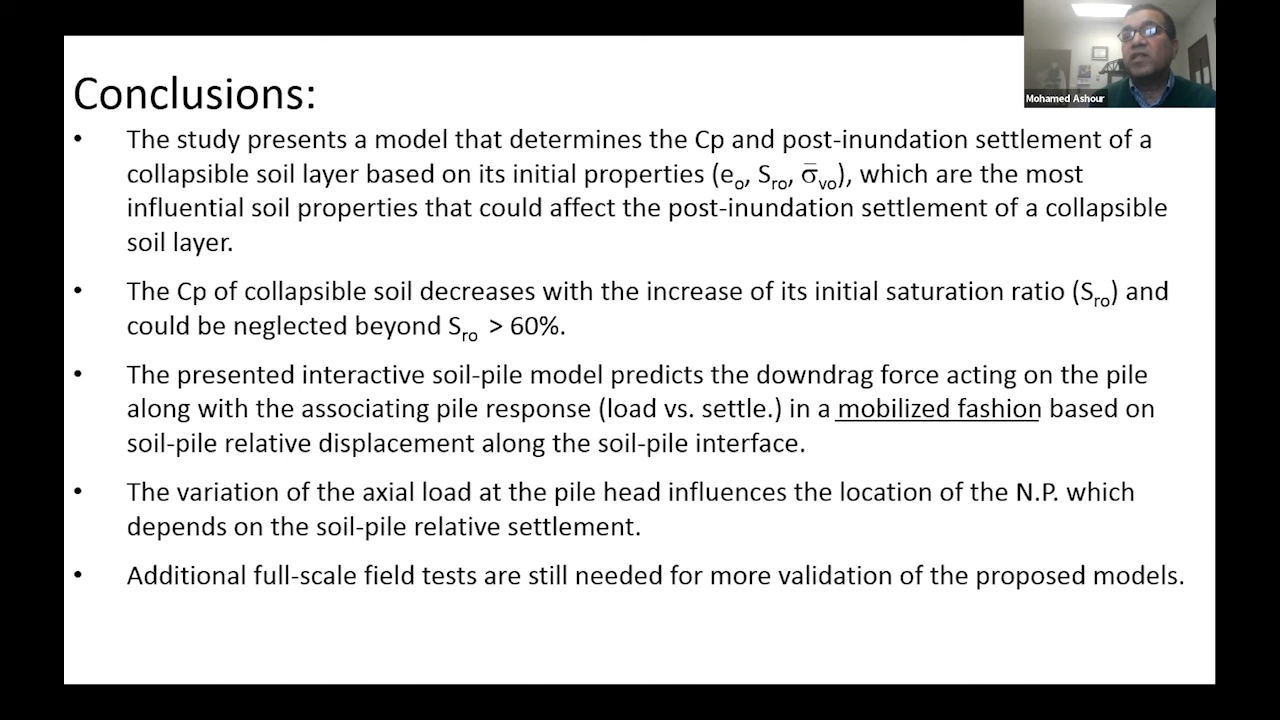 Mohamed Ashour
Conclusions:
• The study presents a model that determines the Cp and post-inundation settlement of a
collapsible soil layer based on its initial properties (eo, Sro, σ̅vo), which are the most
influential soil properties that could affect the post-inundation settlement of a collapsible
soil layer.
• The Cp of collapsible soil decreases with the increase of its initial saturation ratio (Sro) and
could be neglected beyond Sro > 60%.
• The presented interactive soil-pile model predicts the downdrag force acting on the pile
along with the associating pile response (load vs. settle.) in a mobilized fashion based on
soil-pile relative displacement along the soil-pile interface.
• The variation of the axial load at the pile head influences the location of the N.P. which
depends on the soil-pile relative settlement.
• Additional full-scale field tests are still needed for more validation of the proposed models.